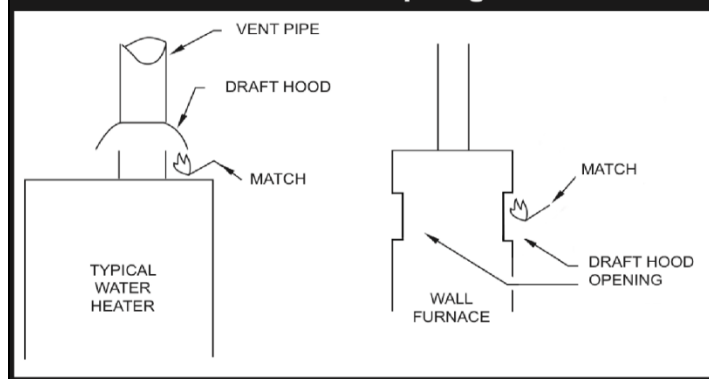 VENT PIPE
DRAFT HOOD
MATCH
TYPICAL
WATER
HEATER
MATCH
DRAFT HOOD
OPENING
WALL
FURNACE